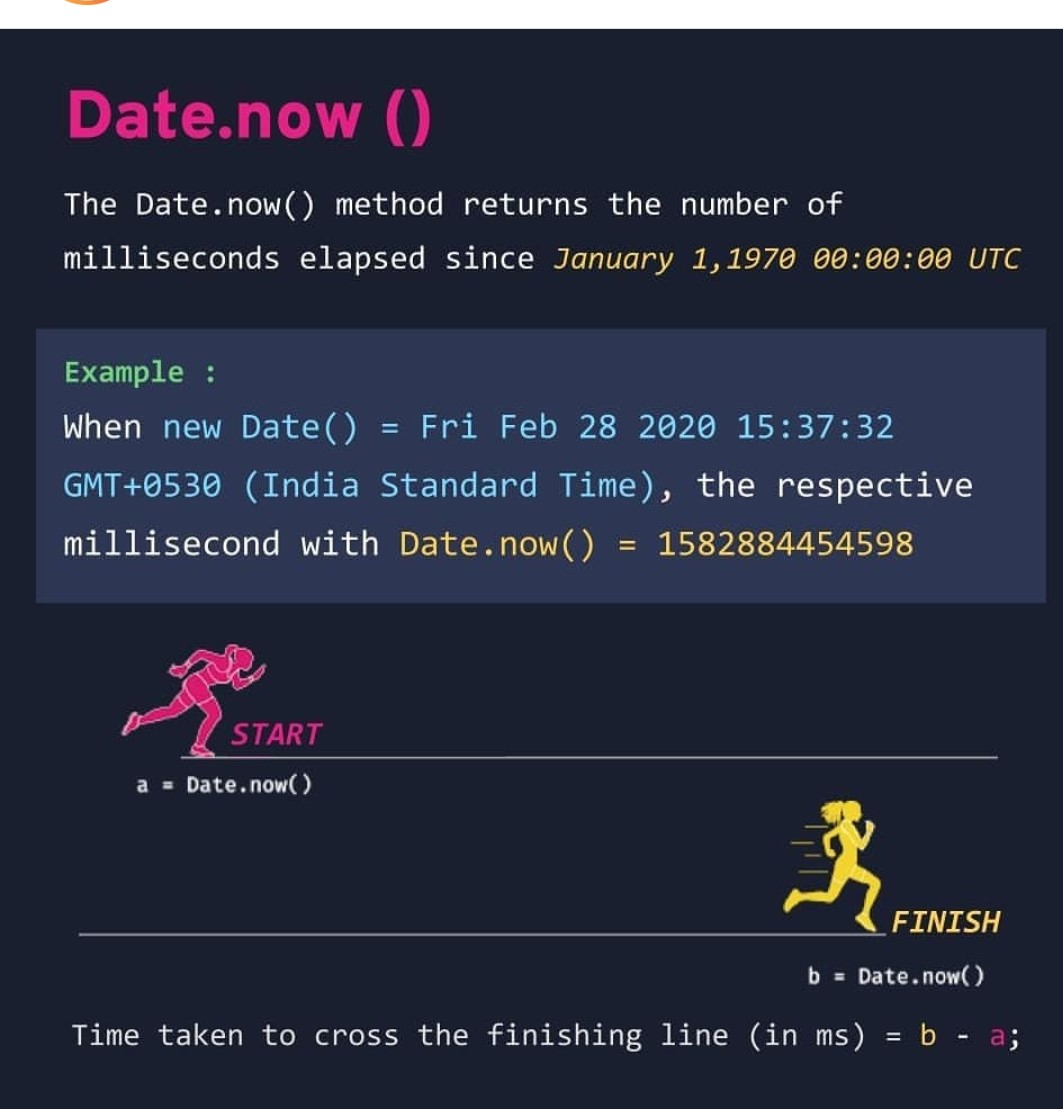 Date.now ()
The Date.now() method returns the number of
milliseconds elapsed since January 1,1970 00:00:00 UTC
Example :
When new Date() = Fri Feb 28 2020 15:37:32
GMT+0530 (India Standard Time), the respective
millisecond with Date.now() = 1582884454598
START
a = Date.now()
FINISH
b = Date.now()
Time taken to cross the finishing line (in ms) = b - a;